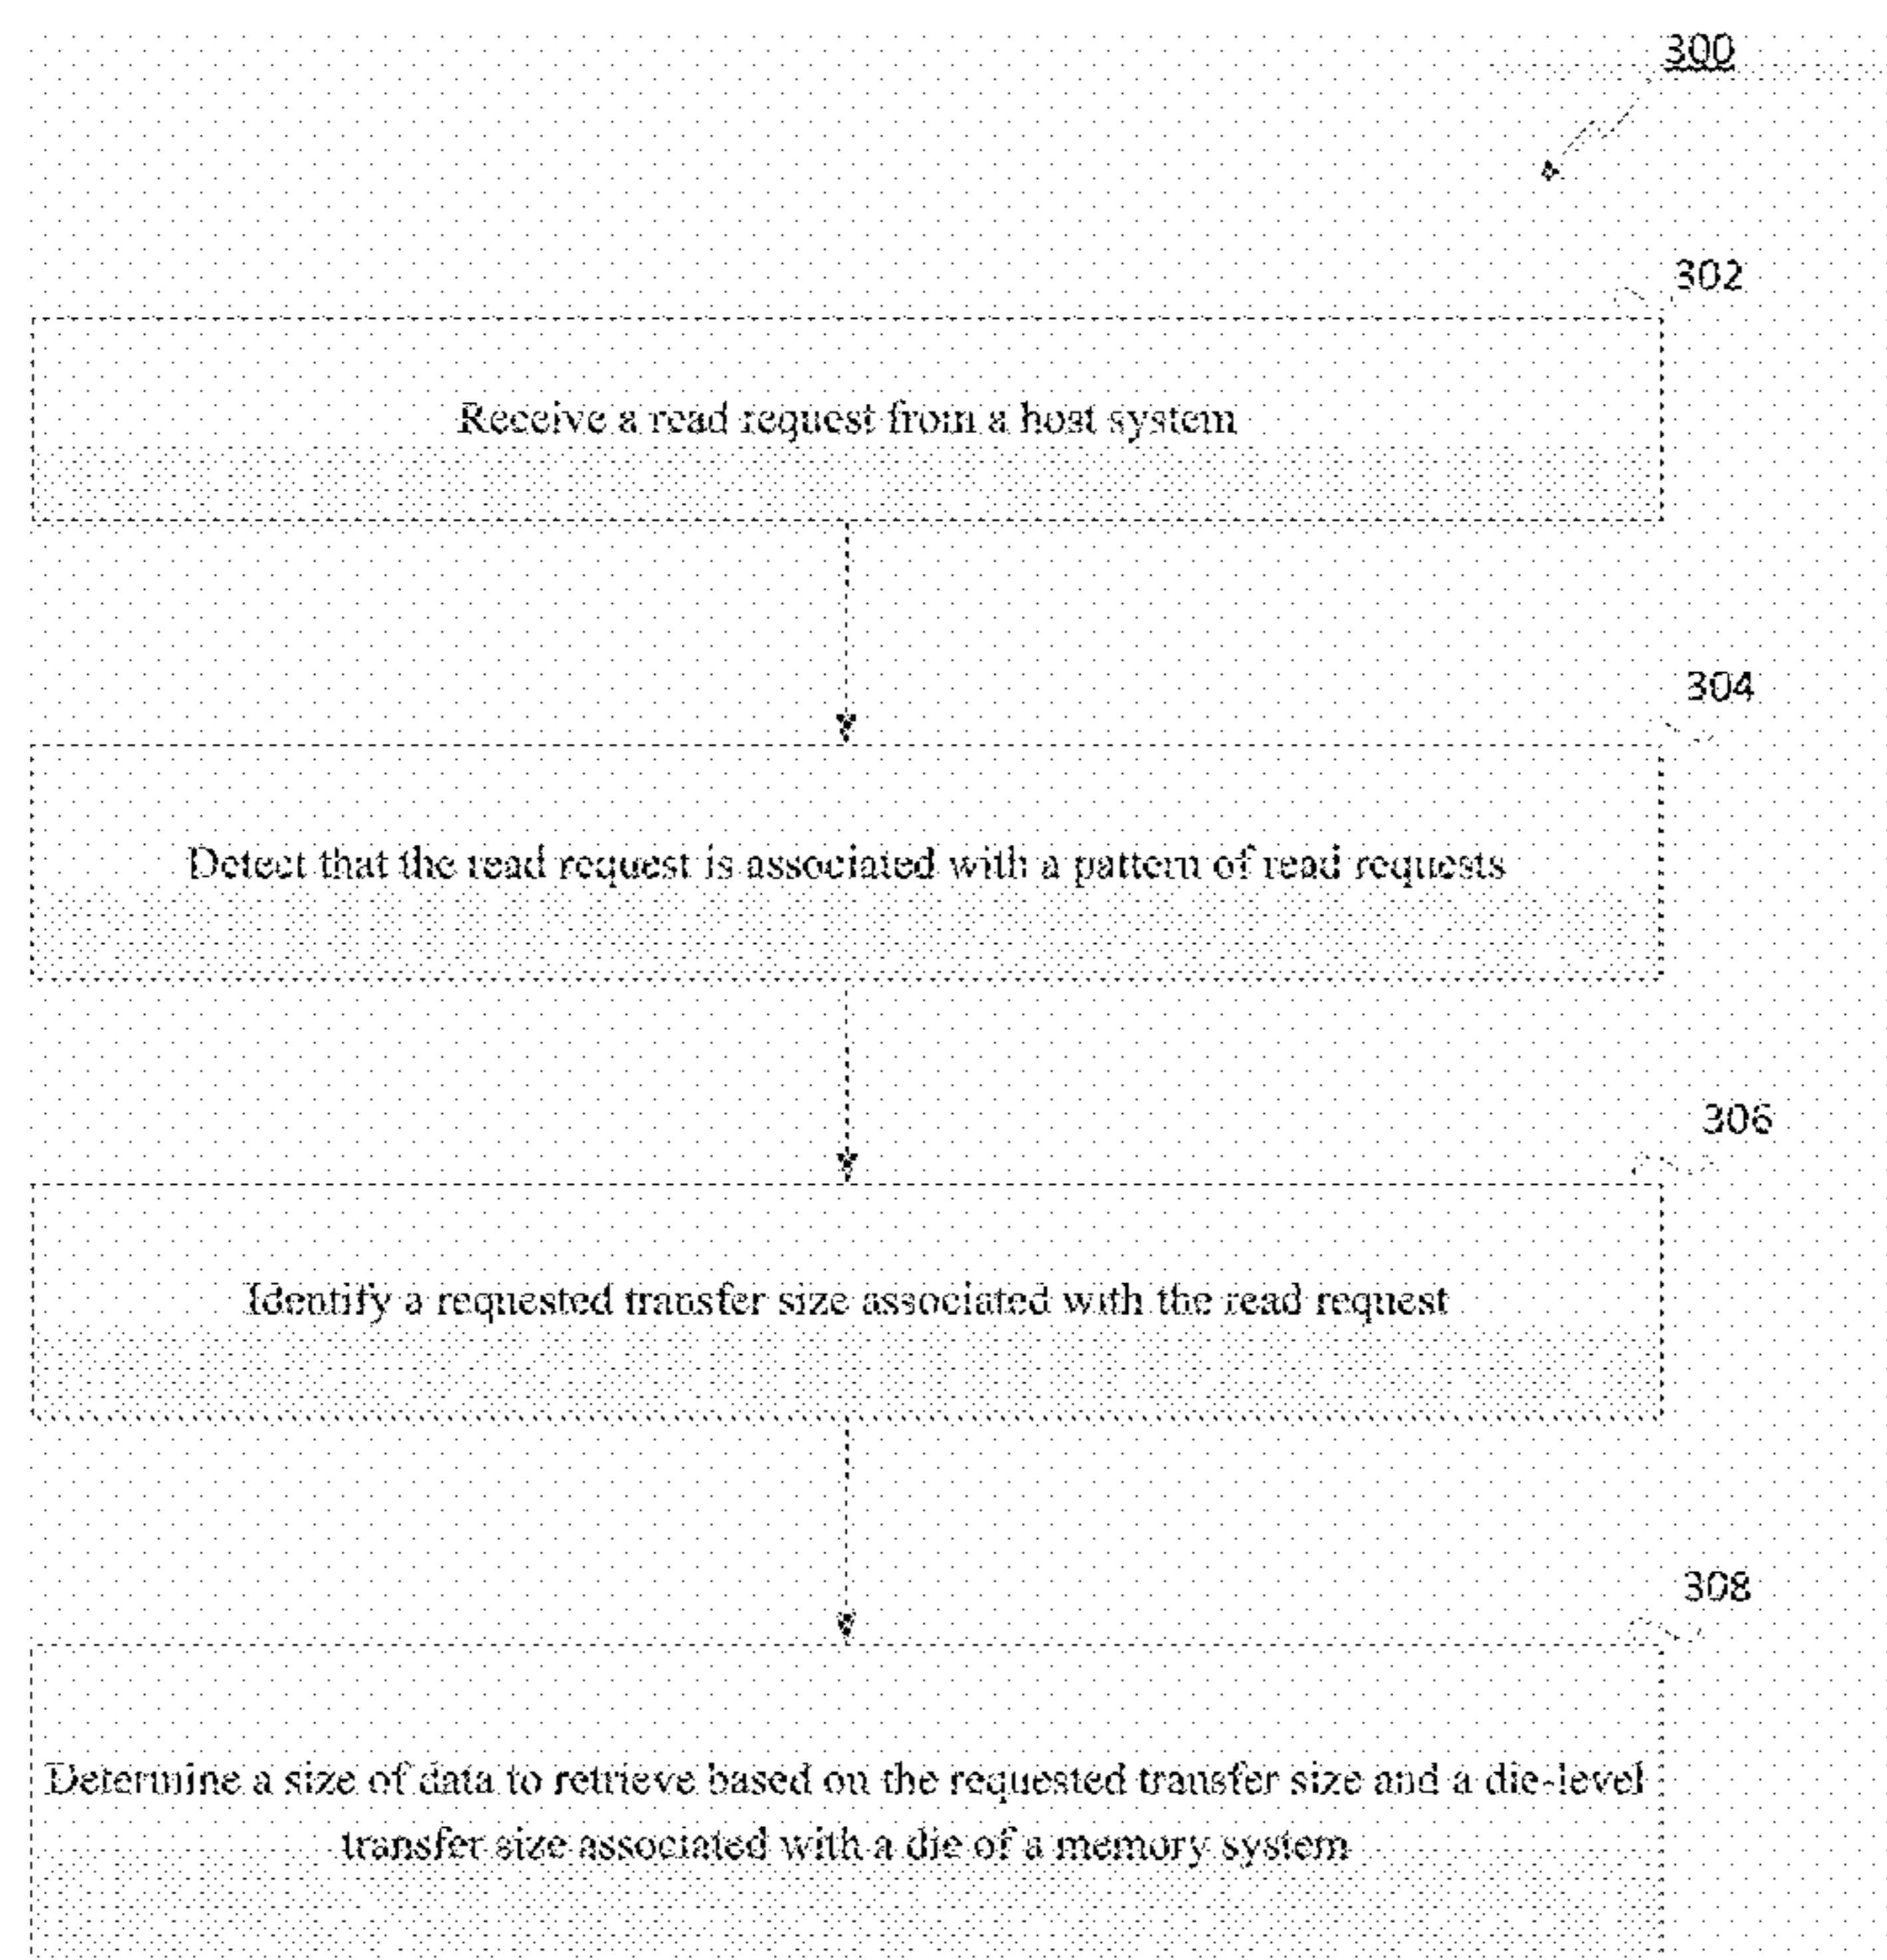 300
302
Receive a read request from a host system
304
Detect that the read request is associated with a pattern of read requests
306
Identify a requested transfer size associated with the read request
308
Determine a size of data to retrieve based on the requested transfer size and a die-level
transfer size associated with a die of a memory system